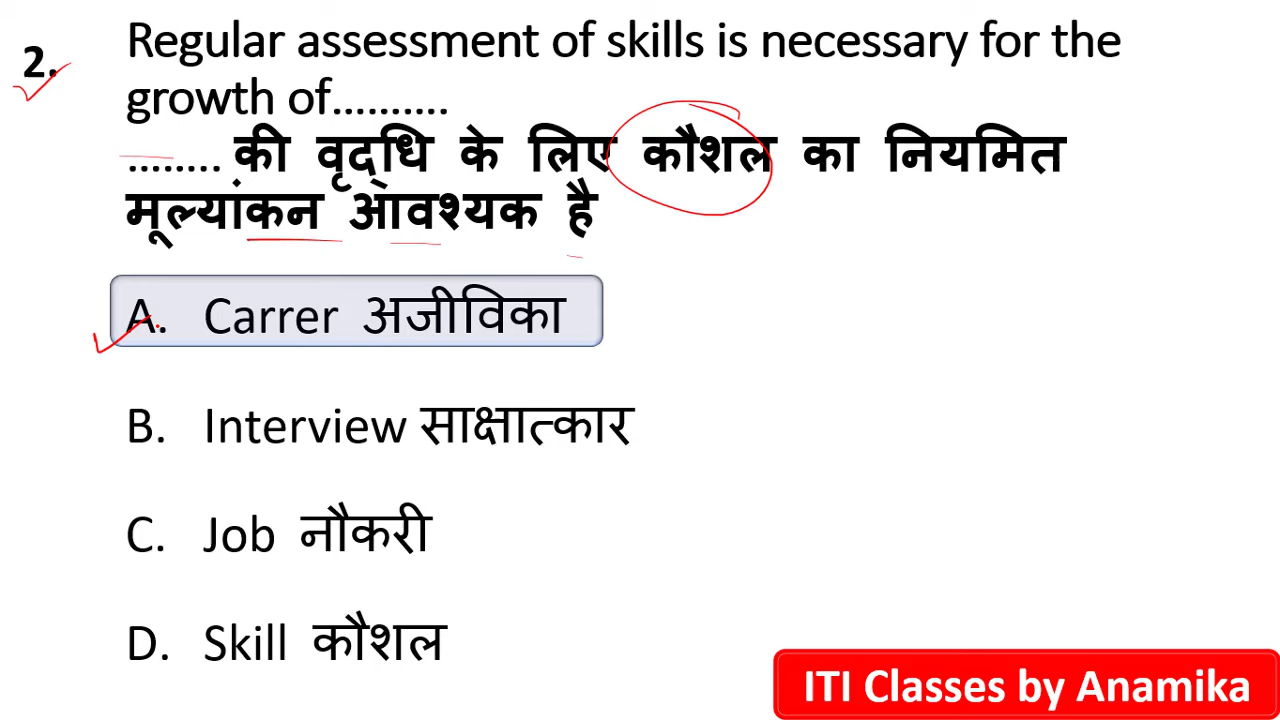 2. Regular assessment of skills is necessary for the
growth of..........
........ की वृद्धि के लिए कौशल का नियमित
मूल्यांकन आवश्यक है
A. Carrer अजीविका
B. Interview साक्षात्कार
C. Job नौकरी
D. Skill कौशल
ITI Classes by Anamika